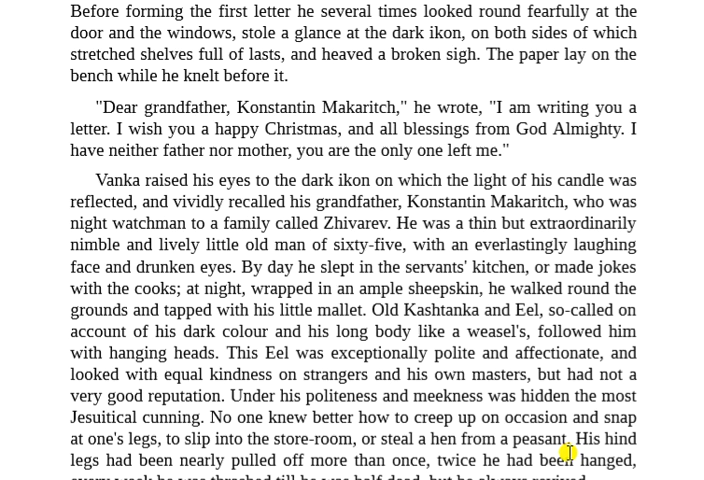 Before forming the first letter he several times looked round fearfully at the
door and the windows, stole a glance at the dark ikon, on both sides of which
stretched shelves full of lasts, and heaved a broken sigh. The paper lay on the
bench while he knelt before it.
"Dear grandfather, Konstantin Makaritch," he wrote, "I am writing you a
letter. I wish you a happy Christmas, and all blessings from God Almighty. I
have neither father nor mother, you are the only one left me."
Vanka raised his eyes to the dark ikon on which the light of his candle was
reflected, and vividly recalled his grandfather, Konstantin Makaritch, who was
night watchman to a family called Zhivarev. He was a thin but extraordinarily
nimble and lively little old man of sixty-five, with an everlastingly laughing
face and drunken eyes. By day he slept in the servants' kitchen, or made jokes
with the cooks; at night, wrapped in an ample sheepskin, he walked round the
grounds and tapped with his little mallet. Old Kashtanka and Eel, so-called on
account of his dark colour and his long body like a weasel's, followed him
with hanging heads. This Eel was exceptionally polite and affectionate, and
looked with equal kindness on strangers and his own masters, but had not a
very good reputation. Under his politeness and meekness was hidden the most
Jesuitical cunning. No one knew better how to creep up on occasion and snap
at one's legs, to slip into the store-room, or steal a hen from a peasant. His hind
legs had been nearly pulled off more than once, twice he had been hanged,
every week he was thrashed till he was half dead, but he always revived.